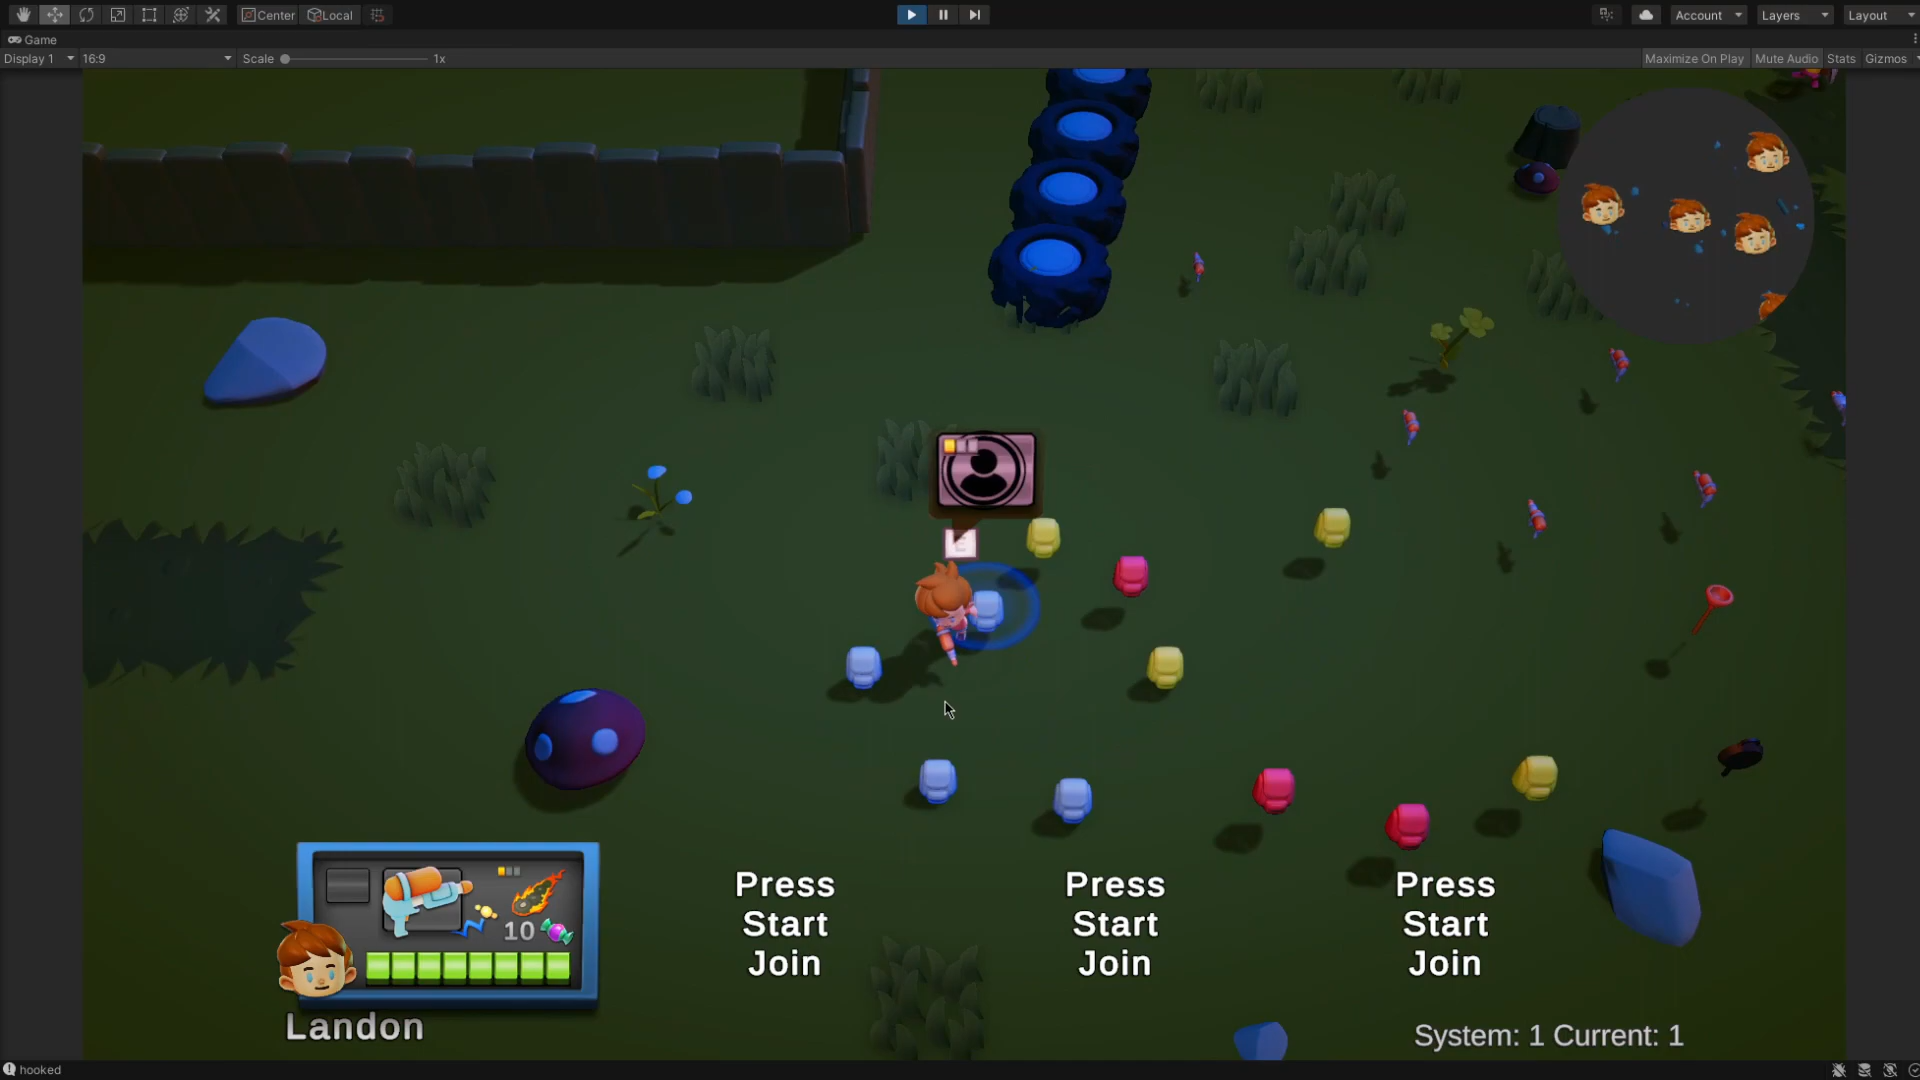 Center
Local
Account
Layers
Layout
Game
Display 1
16:9
Scale
1x
Maximize On Play
Mute Audio
Stats
Gizmos
10
Landon
Press
Start
Join
Press
Start
Join
Press
Start
Join
System: 1 Current: 1
hooked